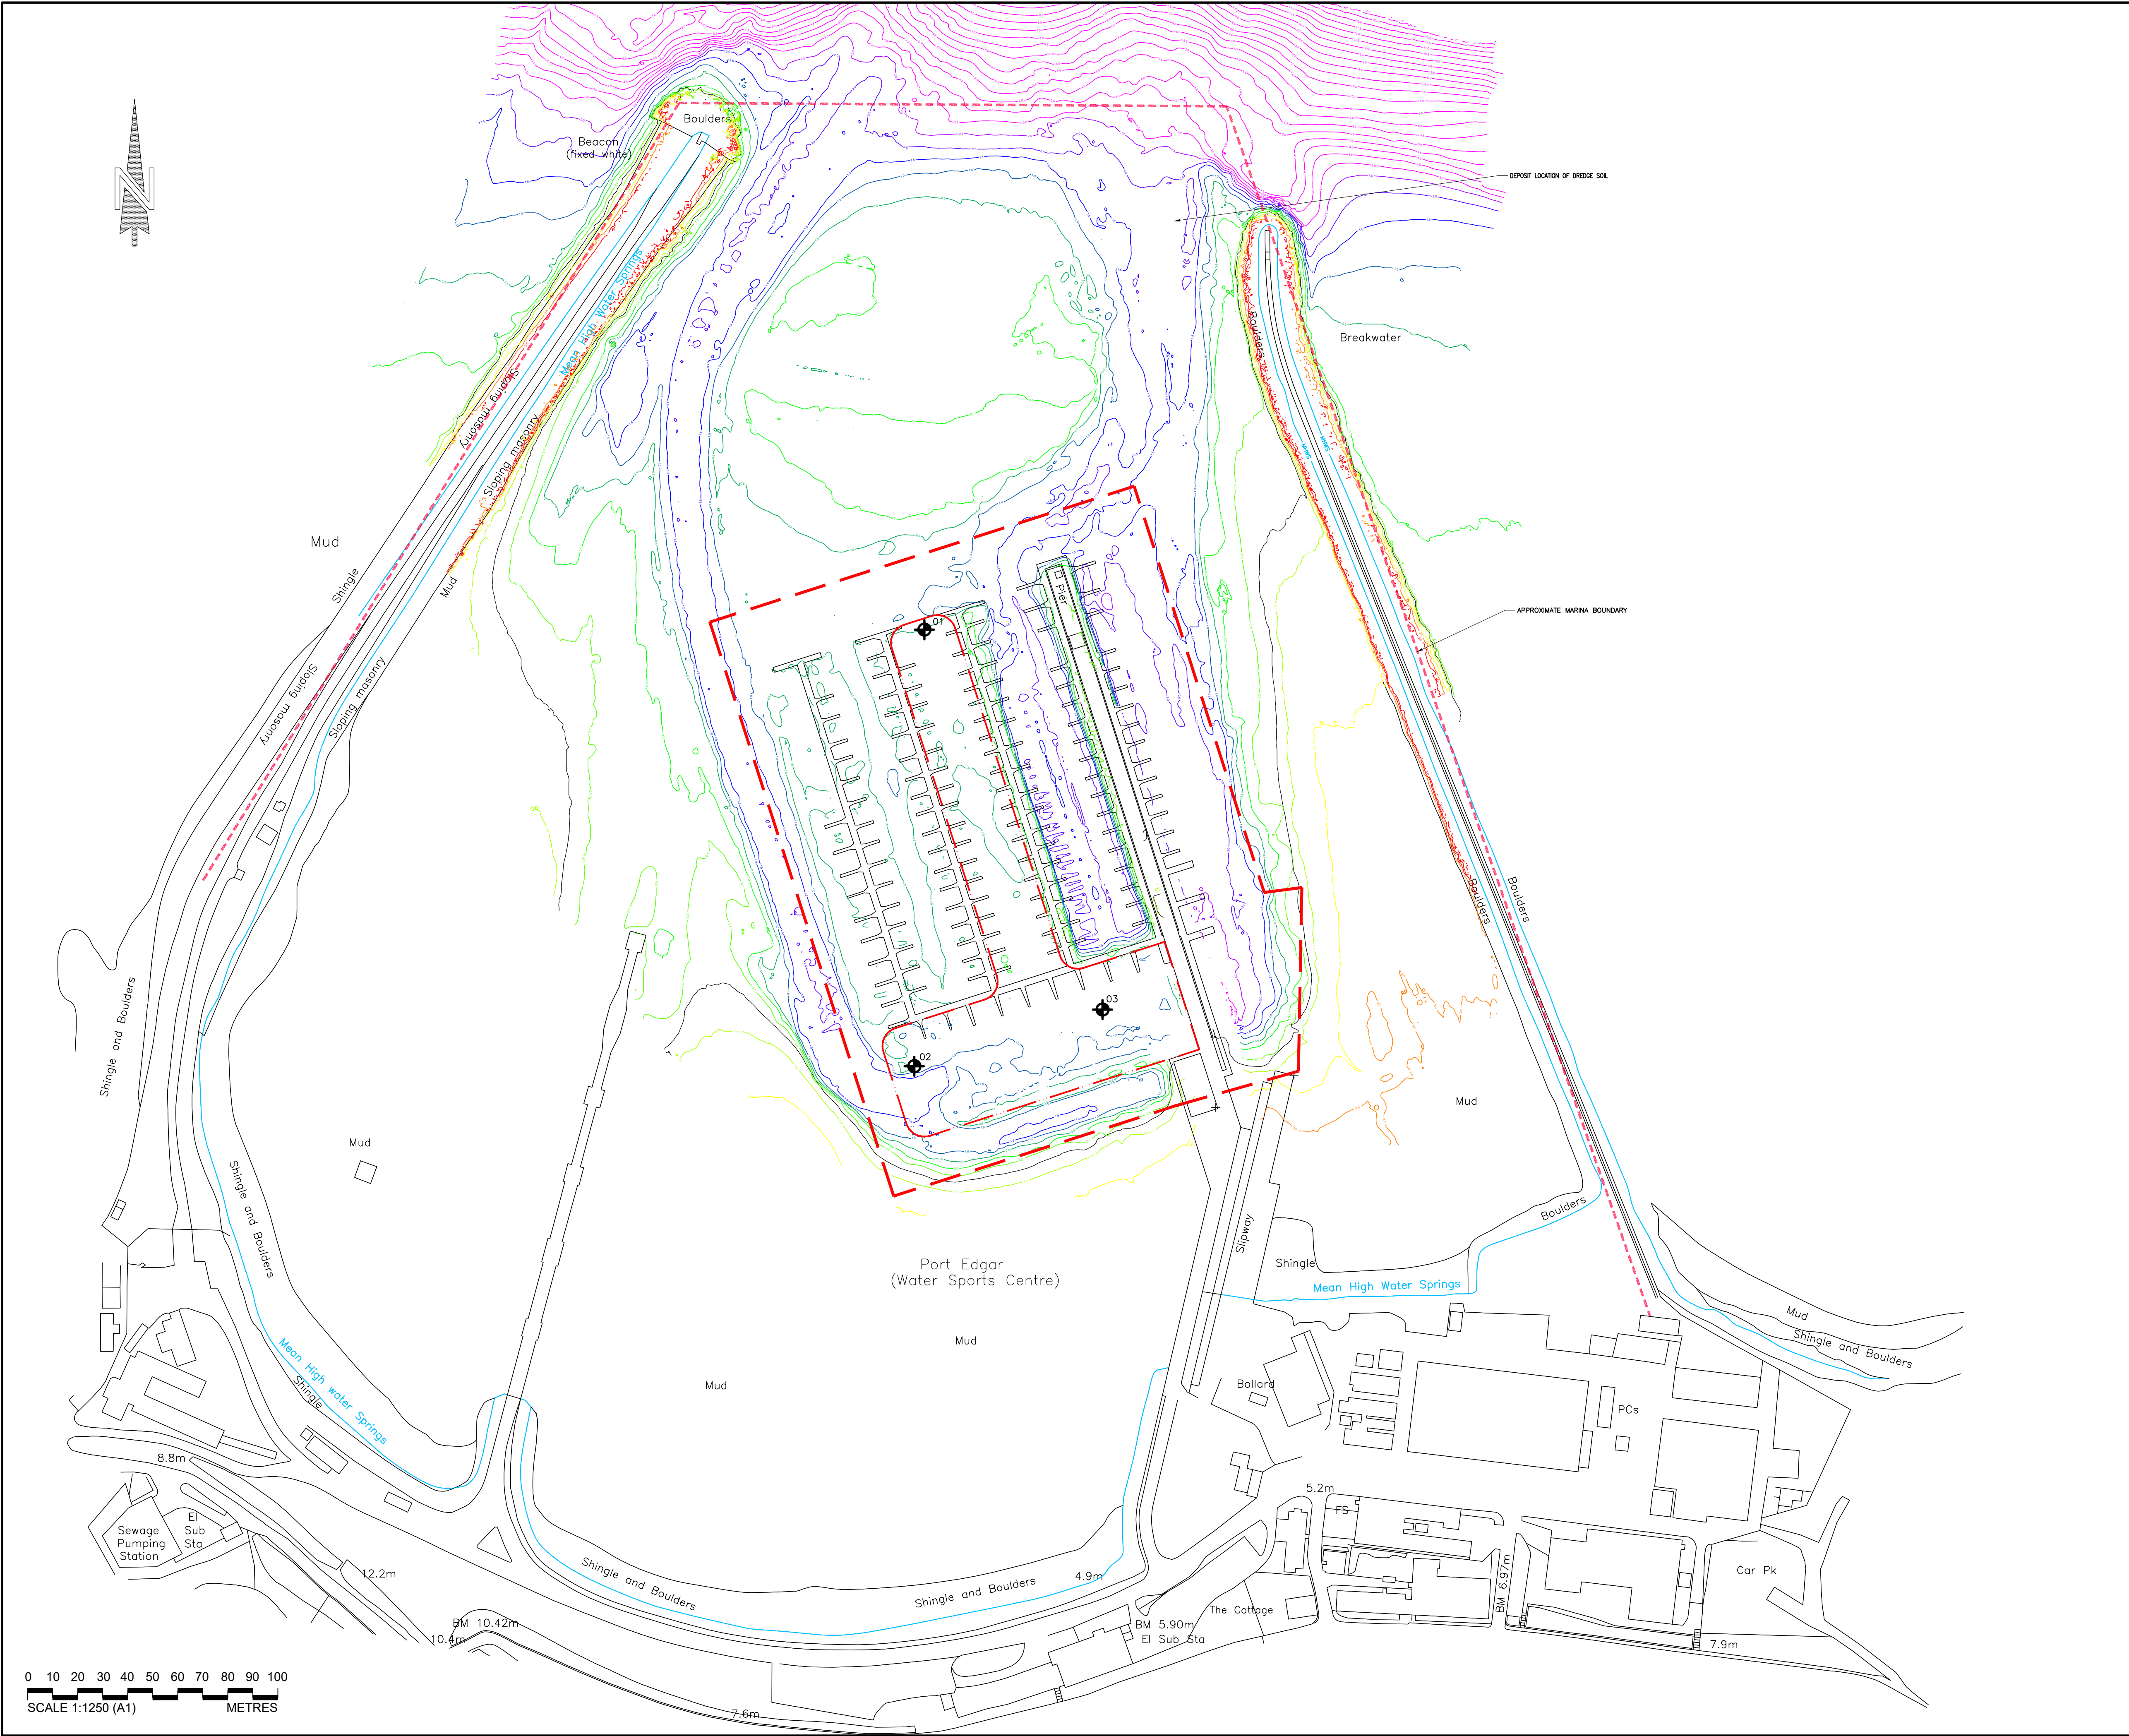 Boulders
Beacon
(fixed white)
DEPOSIT LOCATION OF DREDGE SOIL
N
Mean High Water Springs
Boulders
Breakwater
Sloping masonry
Sloping masonry
Mud
Shingle
Mud
Pier
APPROXIMATE MARINA BOUNDARY
01
Sloping masonry
Sloping masonry
Boulders
Boulders
Shingle and Boulders
03
02
Mud
Mud
Shingle and Boulders
Boulders
Slipway
Port Edgar
(Water Sports Centre)
Shingle
Mean High Water Springs
Mud
Shingle and Boulders
Mud
Mud
Mean High water Springs
Shingle
Bollard
PCs
8.8m
5.2m
FS
El
Sub
Sta
Sewage
Pumping
Station
12.2m
Shingle and Boulders
Shingle and Boulders
4.9m
BM 6.97m
Car Pk
The Cottage
BM 10.42m
10.4m
BM 5.90m
El Sub Sta
7.9m
7.6m
0 10 20 30 40 50 60 70 80 90 100
SCALE 1:1250 (A1) METRES